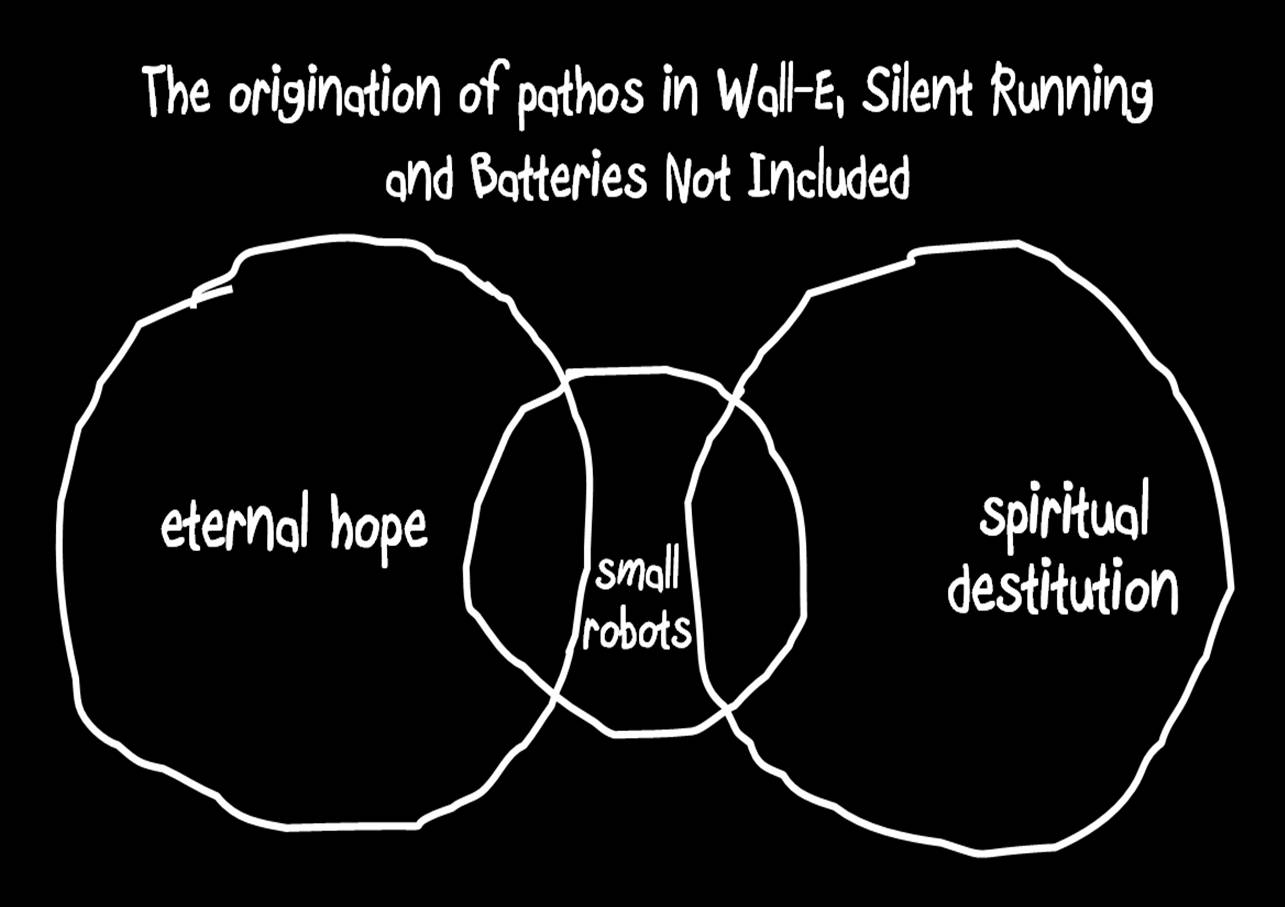 The origination of pathos in Wall-E, Silent Running
and Batteries Not Included
eternal hope
small
robots
spiritual
destitution